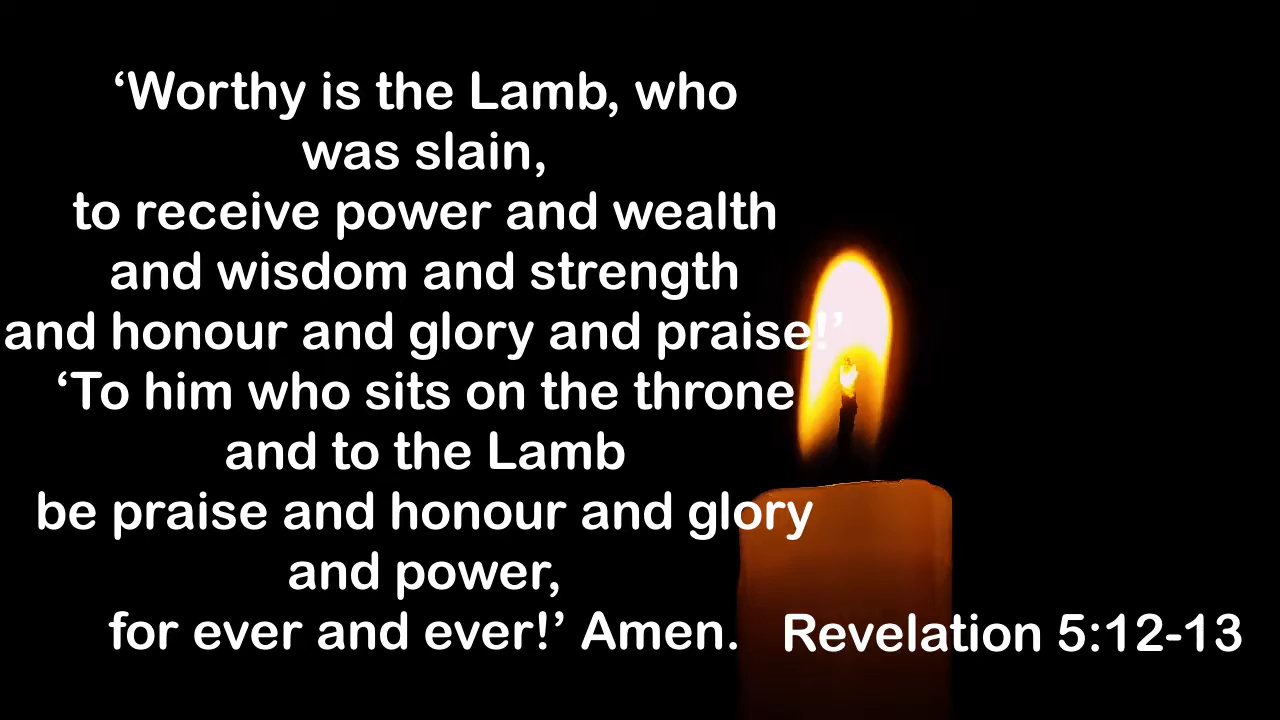 ‘Worthy is the Lamb, who
was slain,
to receive power and wealth
and wisdom and strength
and honour and glory and praise!’
‘To him who sits on the throne
and to the Lamb
be praise and honour and glory
and power,
for ever and ever!’ Amen.
Revelation 5:12-13